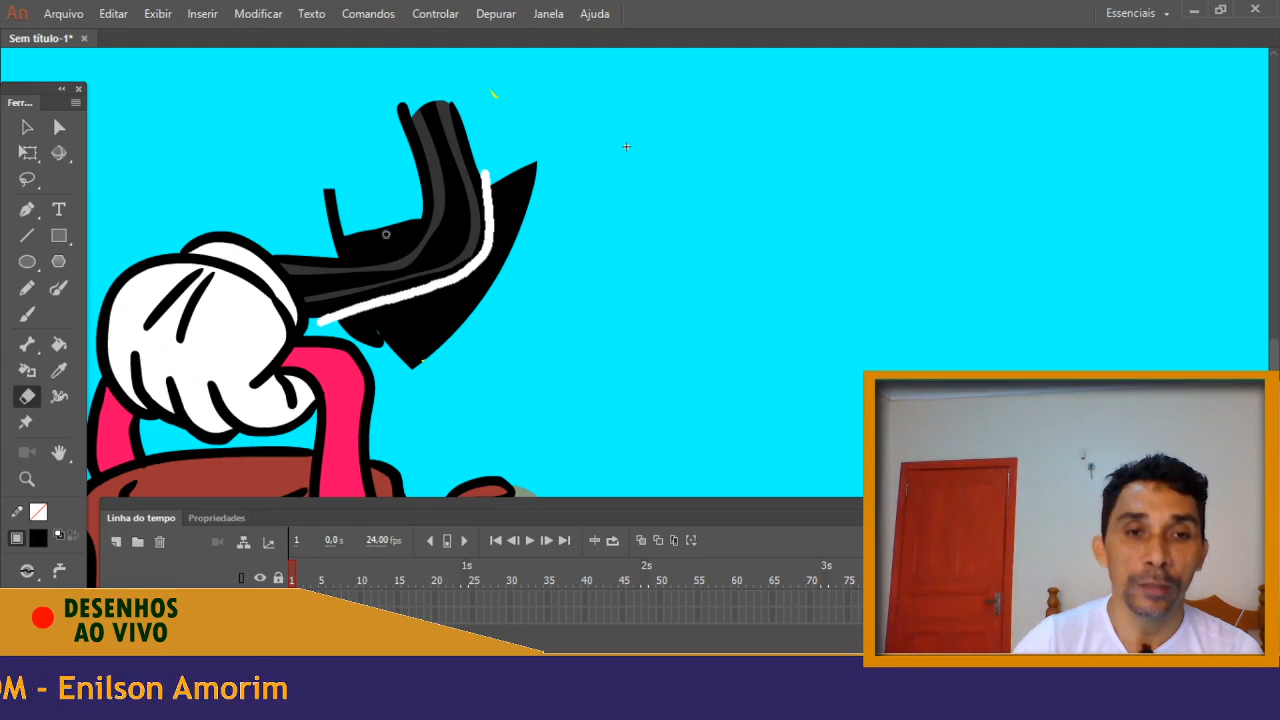 An Arquivo Editar Exibir Inserir Modificar Texto Comandos Controlar Depurar Janela Ajuda Essenciais
Sem título-1* ×
Ferr...
T
Linha do tempo Propriedades
1 0,0 s 24,00 fps
1s 2s 3s
1 5 10 15 20 25 30 35 40 45 50 55 60 65 70 75
DESENHOS
AO VIVO
OM - Enilson Amorim